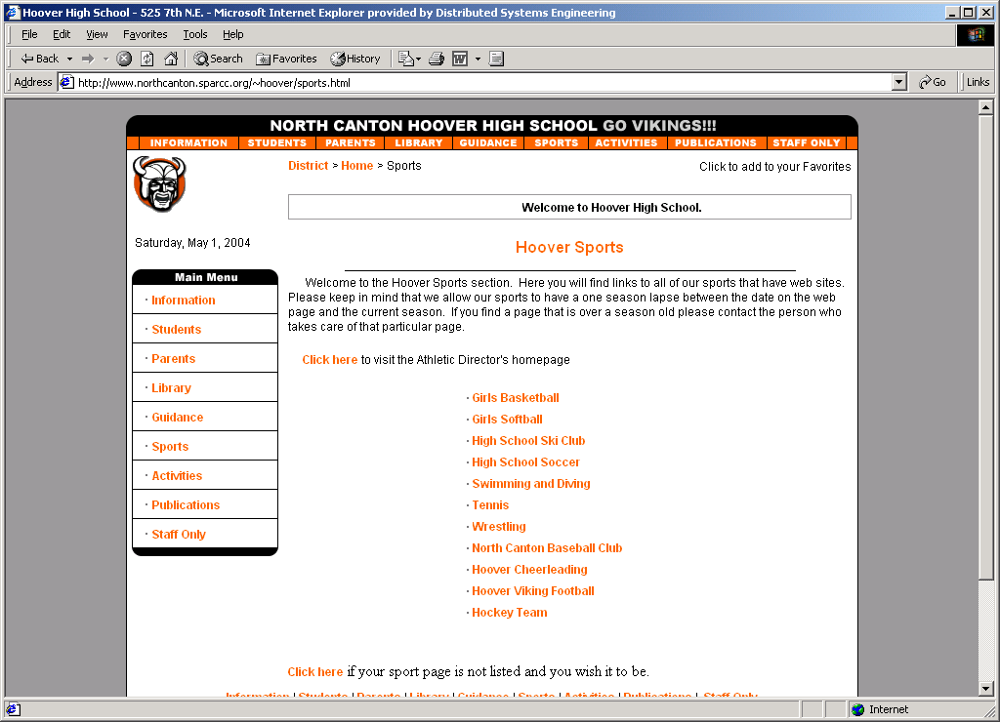 Hoover High School - 525 7th N.E. - Microsoft Internet Explorer provided by Distributed Systems Engineering
File Edit View Favorites Tools Help
Back Search Favorites History
Address http://www.northcanton.sparcc.org/~hoover/sports.html Go Links
NORTH CANTON HOOVER HIGH SCHOOL GO VIKINGS!!!
INFORMATION STUDENTS PARENTS LIBRARY GUIDANCE SPORTS ACTIVITIES PUBLICATIONS STAFF ONLY
District > Home > Sports Click to add to your Favorites
Welcome to Hoover High School.
Saturday, May 1, 2004
Main Menu
· Information
· Students
· Parents
· Library
· Guidance
· Sports
· Activities
· Publications
· Staff Only
Hoover Sports
Welcome to the Hoover Sports section. Here you will find links to all of our sports that have web sites.
Please keep in mind that we allow our sports to have a one season lapse between the date on the web
page and the current season. If you find a page that is over a season old please contact the person who
takes care of that particular page.
Click here to visit the Athletic Director's homepage
· Girls Basketball
· Girls Softball
· High School Ski Club
· High School Soccer
· Swimming and Diving
· Tennis
· Wrestling
· North Canton Baseball Club
· Hoover Cheerleading
· Hoover Viking Football
· Hockey Team
Click here if your sport page is not listed and you wish it to be.
Information | Students | Parents | Library | Guidance | Sports | Activities | Publications | Staff Only
Internet